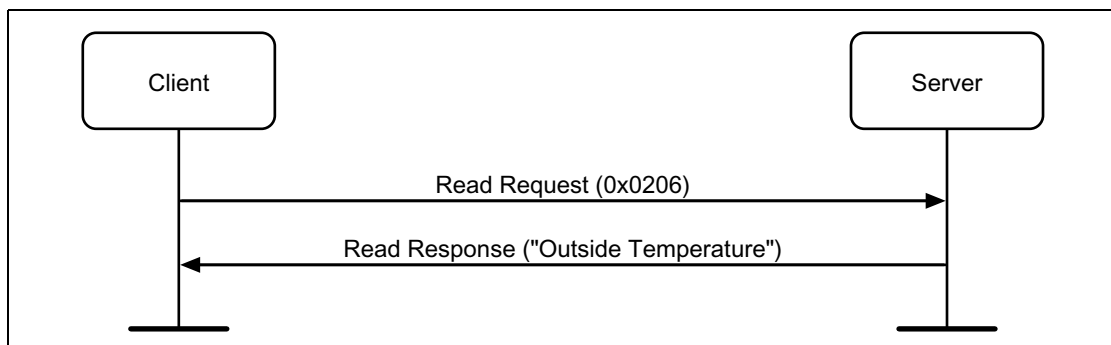 Client
Server
Read Request (0x0206)
Read Response ("Outside Temperature")